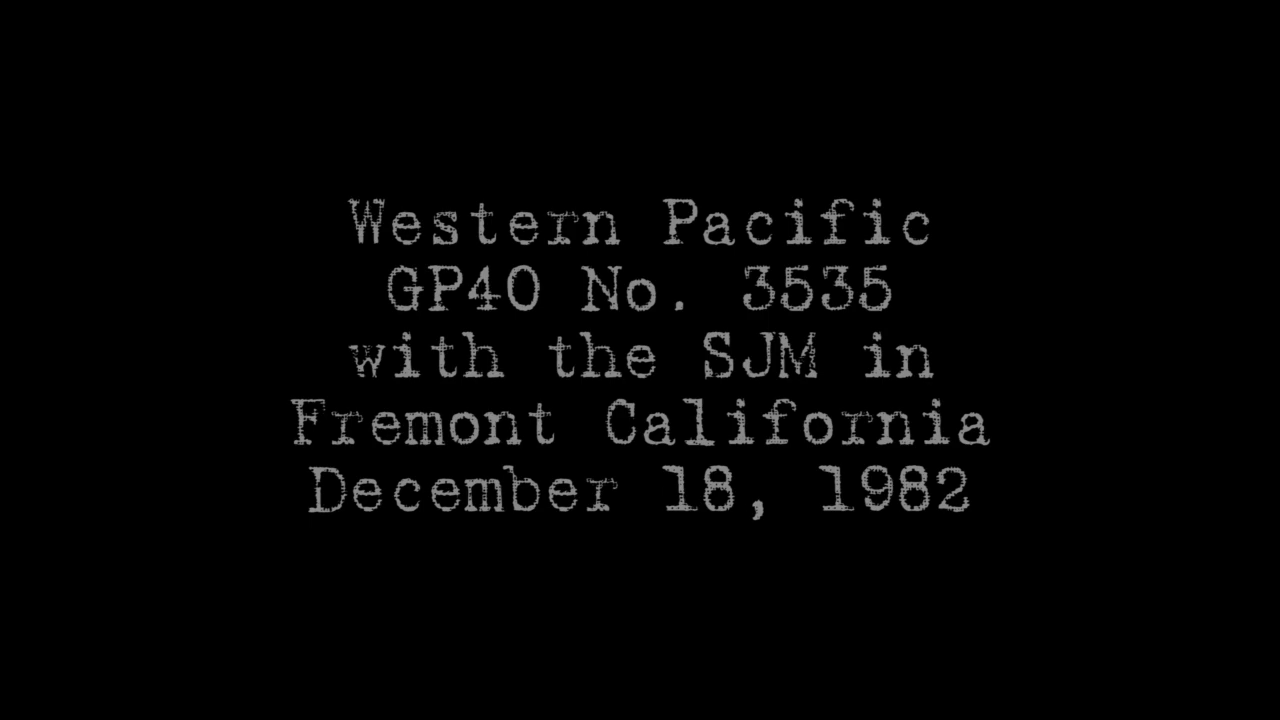 Western Pacific
GP40 No. 3535
with the SJM in
Fremont California
December 18, 1982